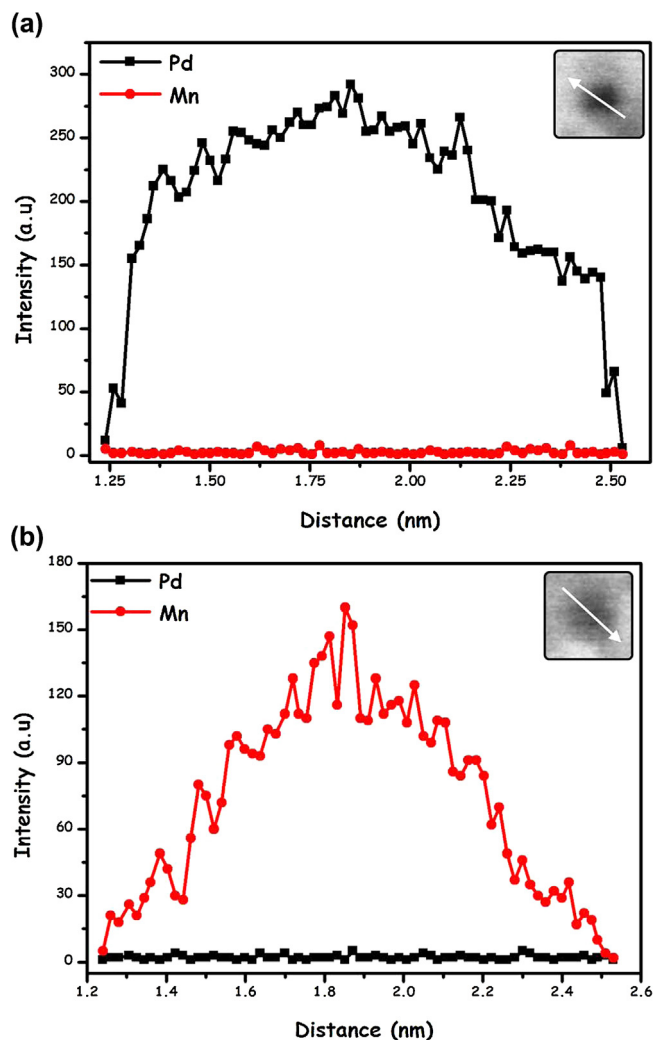 (a)
Pd
Mn
300
250
200
150
100
50
0
Intensity (a.u)
1.25 1.50 1.75 2.00 2.25 2.50
Distance (nm)
(b)
Pd
Mn
180
150
120
90
60
30
0
Intensity (a.u)
1.2 1.4 1.6 1.8 2.0 2.2 2.4 2.6
Distance (nm)